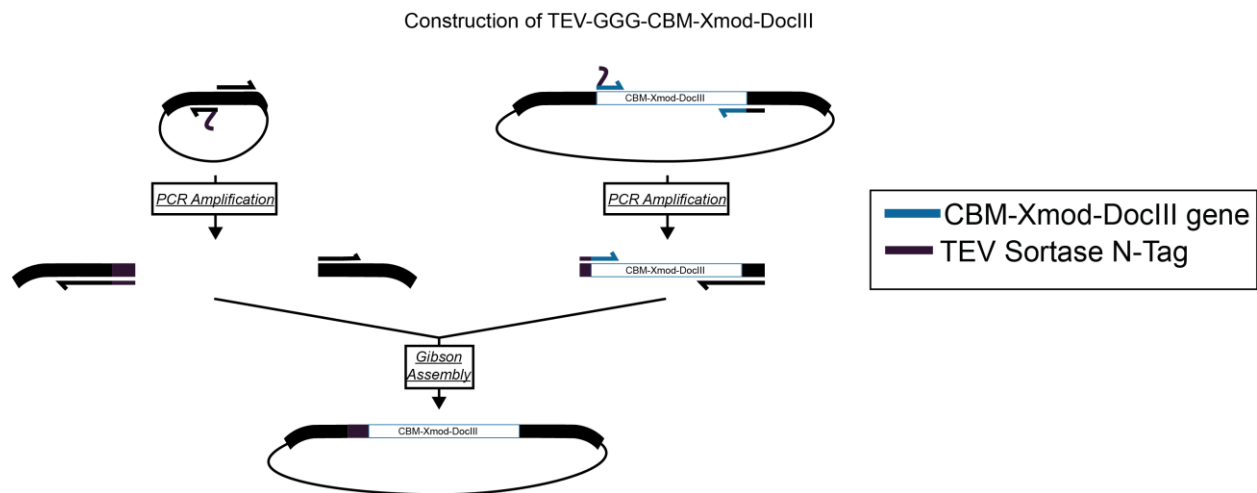 Construction of TEV-GGG-CBM-Xmod-DocIII
CBM-Xmod-DocIII
PCR Amplification
PCR Amplification
CBM-Xmod-DocIII gene
TEV Sortase N-Tag
CBM-Xmod-DocIII
Gibson
Assembly
CBM-Xmod-DocIII